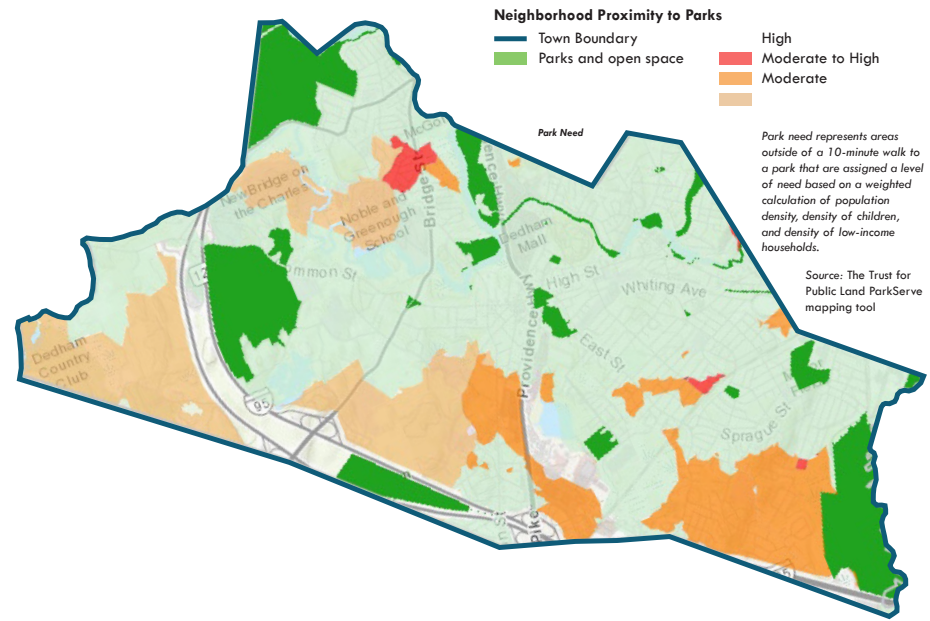 Neighborhood Proximity to Parks
Town Boundary
Parks and open space
High
Moderate to High
Moderate
Park Need
Park need represents areas
outside of a 10-minute walk to
a park that are assigned a level
of need based on a weighted
calculation of population
density, density of children,
and density of low-income
households.
Source: The Trust for
Public Land ParkServe
mapping tool
McGo
NewBridge on
the Charles
Noble and
Greenough
School
Bridge St
Dedham
Mall
High St
Whiting Ave
mmon St
East St
Providence Hwy
Dedham
Country
Club
95
Sprague St
Pike